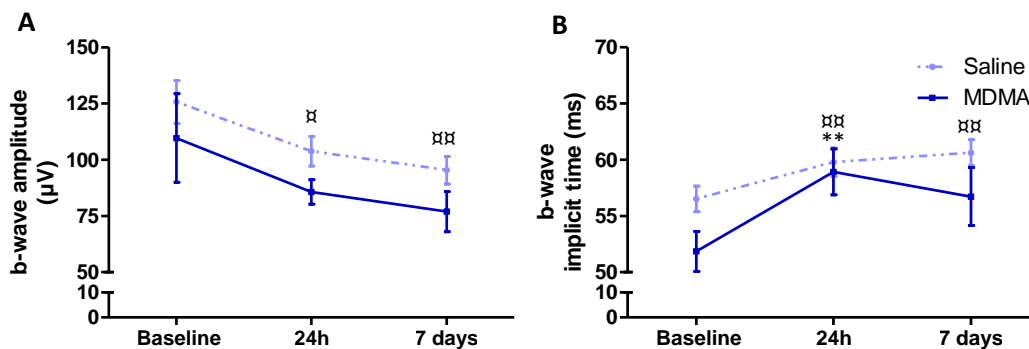 A
b-wave amplitude
(µV)
150
125
100
75
50
10
0
¤
¤¤
Baseline
24h
7 days
B
b-wave
implicit time (ms)
70
65
60
55
50
10
0
Saline
MDMA
¤¤
**
¤¤
Baseline
24h
7 days